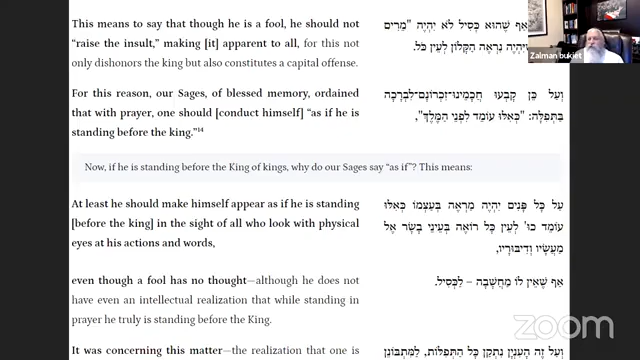 This means to say that though he is a fool, he should not
"raise the insult," making [it] apparent to all, for this not
only dishonors the king but also constitutes a capital offense.
אַף שֶׁהוּא כְּסִיל לֹא יִהְיֶה "מֵרִים
נִרְאֶה הַקָּלוֹן לְעֵין כֹּל.
For this reason, our Sages, of blessed memory, ordained
that with prayer, one should [conduct himself] "as if he is
standing before the king."14
וְעַל כֵּן קָבְעוּ חֲכָמֵינוּ־זִכְרוֹנָם־לִבְרָכָה
בַּתְּפִלָּה: "כְּאִלּוּ עוֹמֵד לִפְנֵי הַמֶּלֶךְ",
Now, if he is standing before the King of kings, why do our Sages say "as if"? This means:
At least he should make himself appear as if he is standing
[before the king] in the sight of all who look with physical
eyes at his actions and words,
עַל כָּל פָּנִים יִהְיֶה מַרְאֶה בְּעַצְמוֹ כְּאִלּוּ
עוֹמֵד כוּ' לְעֵין כָּל רוֹאֶה בְּעֵינֵי בָשָׂר אֶל
מַעֲשָׂיו וְדִיבּוּרָיו,
even though a fool has no thought—although he does not
have even an intellectual realization that while standing in
prayer he truly is standing before the King.
אַף שֶׁאֵין לוֹ מַחֲשָׁבָה – לַכְּסִיל.
It was concerning this matter—the realization that one is
וְעַל זֶה הָעִנְיָן נִתְקַן כָּל הַתְּפִלּוֹת, לַמִּתְבּוֹנֵן
Zalman bukiet
zoom